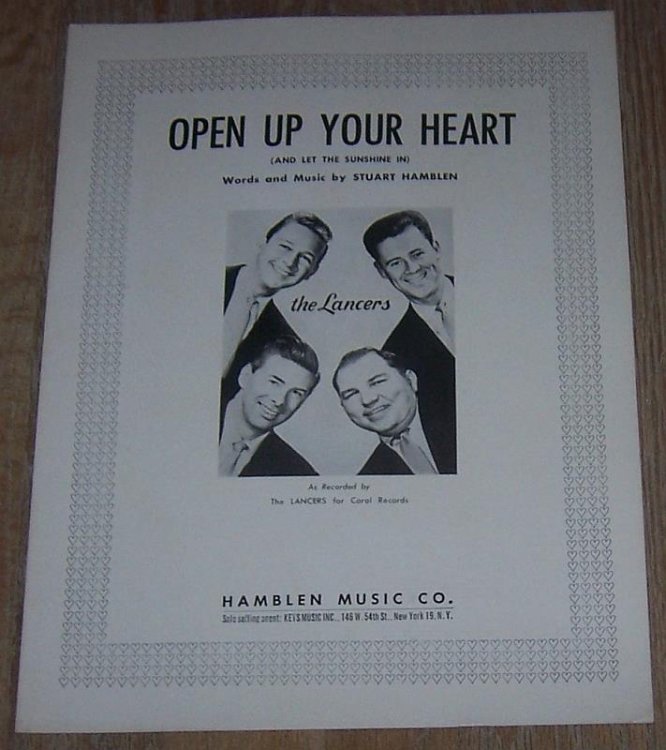 OPEN UP YOUR HEART
(AND LET THE SUNSHINE IN)
Words and Music by STUART HAMBLEN
the Lancers
As Recorded by
The LANCERS for Coral Records
HAMBLEN MUSIC CO.
Sole selling agent: KEYS MUSIC INC., 146 W. 54th St., New York 19, N. Y.